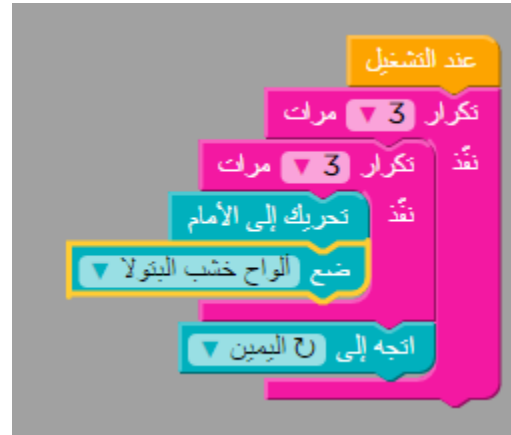 عند التشغيل
تكرار 3 ▼ مرات
نفّذ تكرار 3 ▼ مرات
نفّذ تحريك إلى الأمام
ضع ألواح خشب البتولا ▼
اتجه إلى ↻ اليمين ▼